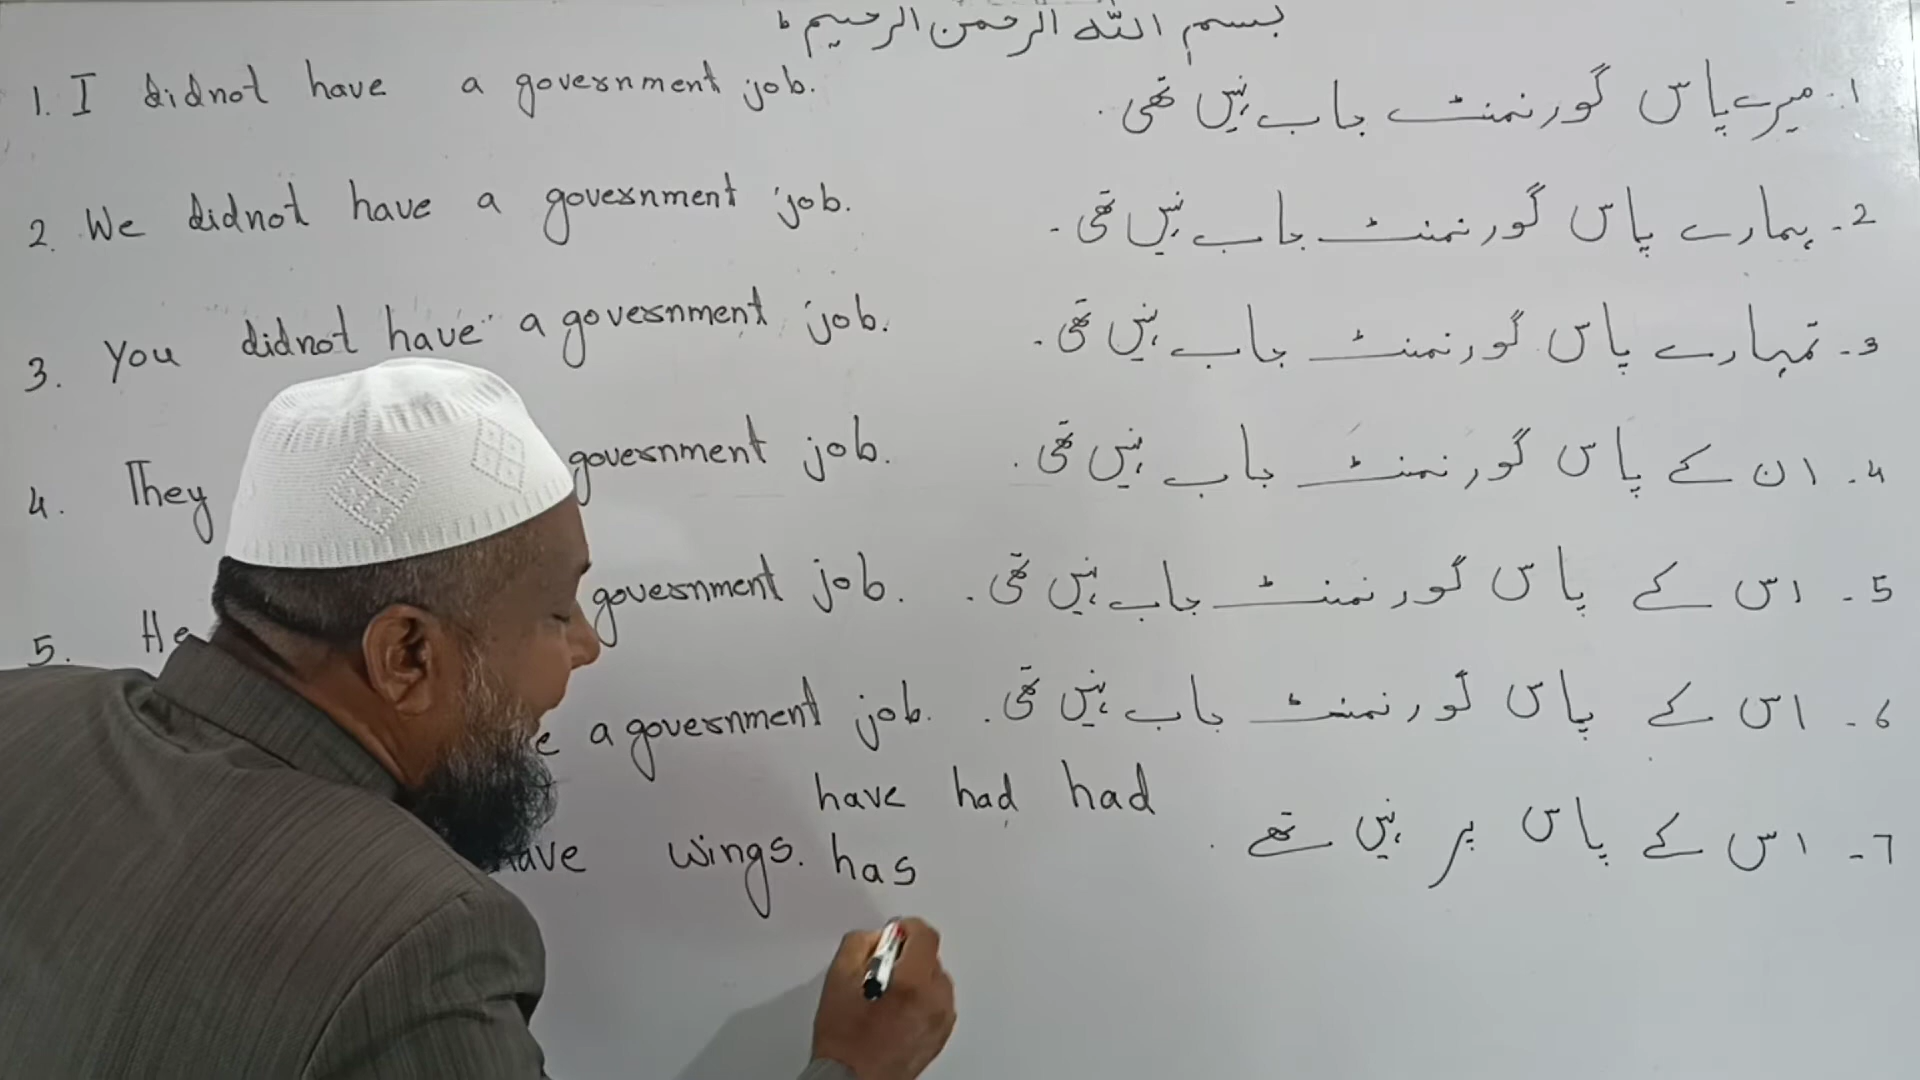 بسم اللہ الرحمن الرحیم ط
1. I didnot have a government job. ۱. میرے پاس گورنمنٹ جاب نہیں تھی.
2. We didnot have a government job. 2- ہمارے پاس گورنمنٹ جاب نہیں تھی-
3. You didnot have a government job. 3- تمہارے پاس گورنمنٹ جاب نہیں تھی-
4. They government job. 4- ان کے پاس گورنمنٹ جاب نہیں تھی.
5. He government job. 5- اس کے پاس گورنمنٹ جاب نہیں تھی.
a government job. 6- اس کے پاس گورنمنٹ جاب نہیں تھی.
have had had
have wings. 7- اس کے پاس پر نہیں تھے.
has